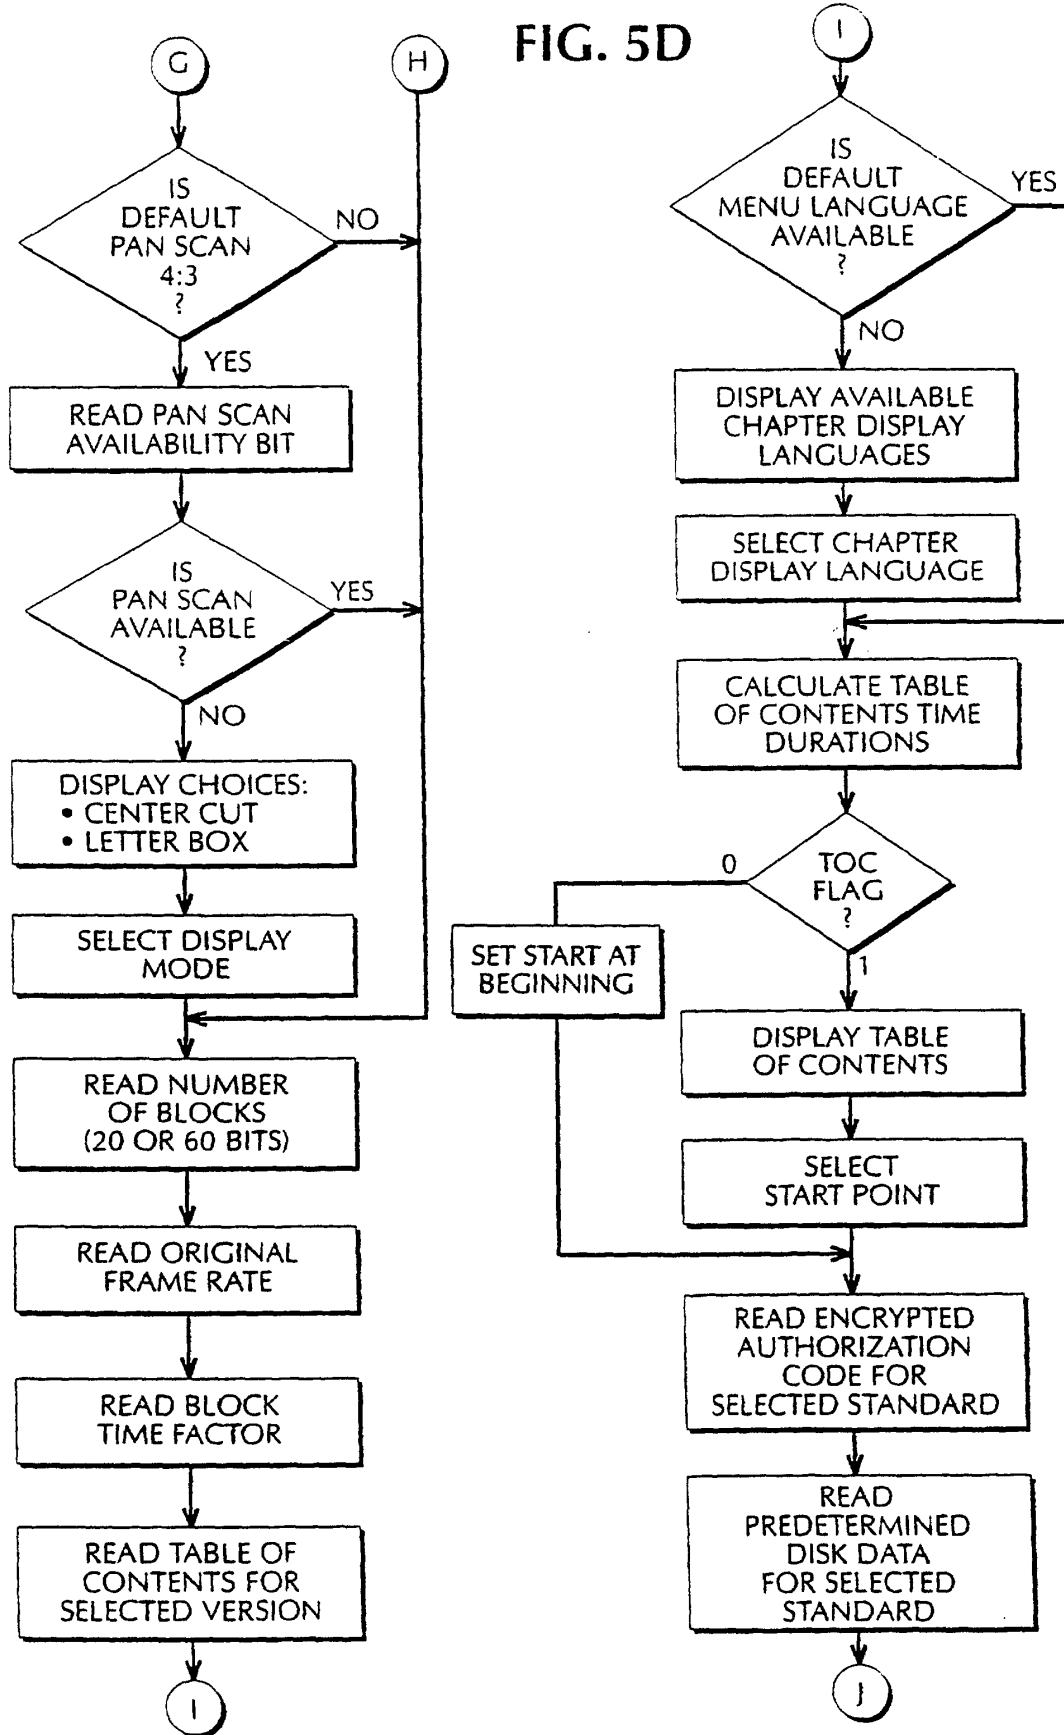 FIG. 5D
G
H
IS
DEFAULT
PAN SCAN
4:3
?
NO
YES
READ PAN SCAN
AVAILABILITY BIT
IS
PAN SCAN
AVAILABLE
?
YES
NO
DISPLAY CHOICES:
• CENTER CUT
• LETTER BOX
SELECT DISPLAY
MODE
READ NUMBER
OF BLOCKS
(20 OR 60 BITS)
READ ORIGINAL
FRAME RATE
READ BLOCK
TIME FACTOR
READ TABLE OF
CONTENTS FOR
SELECTED VERSION
I
I
IS
DEFAULT
MENU LANGUAGE
AVAILABLE
?
YES
NO
DISPLAY AVAILABLE
CHAPTER DISPLAY
LANGUAGES
SELECT CHAPTER
DISPLAY LANGUAGE
CALCULATE TABLE
OF CONTENTS TIME
DURATIONS
TOC
FLAG
?
0
1
SET START AT
BEGINNING
DISPLAY TABLE
OF CONTENTS
SELECT
START POINT
READ ENCRYPTED
AUTHORIZATION
CODE FOR
SELECTED STANDARD
READ
PREDETERMINED
DISK DATA
FOR SELECTED
STANDARD
J